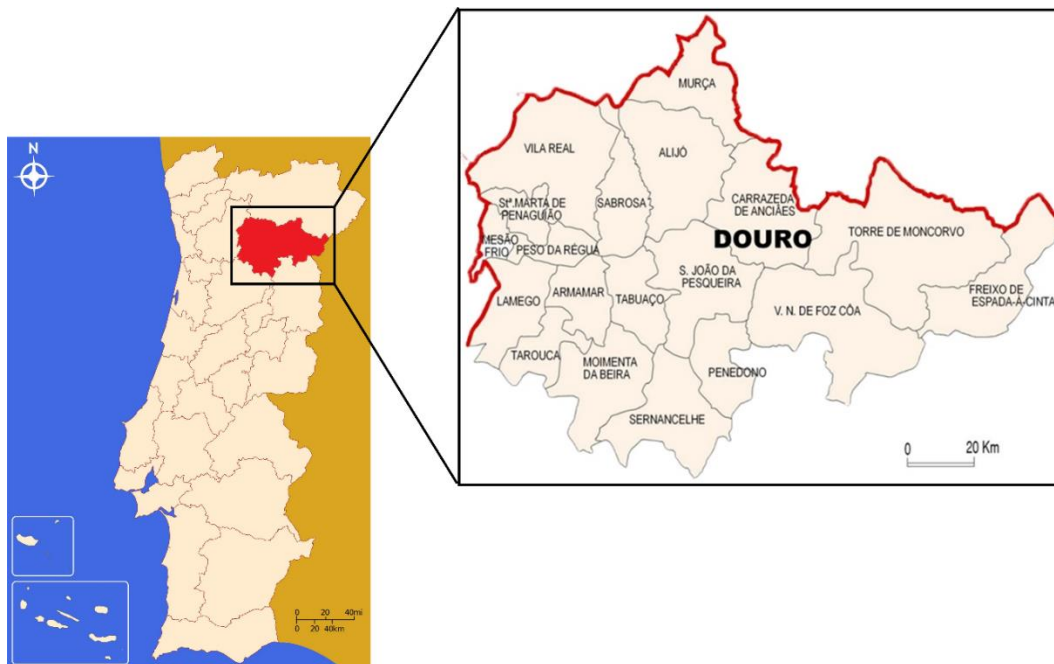 N
0 20 40mi
0 20 40km
MURÇA
VILA REAL
ALIJÓ
Stª.MARTA DE
PENAGUIÃO
SABROSA
CARRAZEDA
DE ANCIÃES
MESÃO
FRIO
PESO DA RÉGUA
DOURO
TORRE DE MONCORVO
LAMEGO
ARMAMAR
TABUAÇO
S. JOÃO DA
PESQUEIRA
V. N. DE FOZ CÔA
FREIXO DE
ESPADA-À-CINTA
TAROUCA
MOIMENTA
DA BEIRA
PENEDONO
SERNANCELHE
0 20 Km